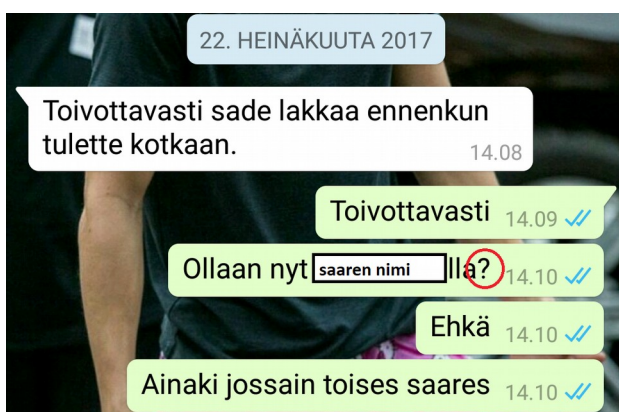 22. HEINÄKUUTA 2017
Toivottavasti sade lakkaa ennenkun
tulette kotkaan.
14.08
Toivottavasti 14.09
Ollaan nyt saaren nimi lla? 14.10
Ehkä 14.10
Ainaki jossain toises saares 14.10